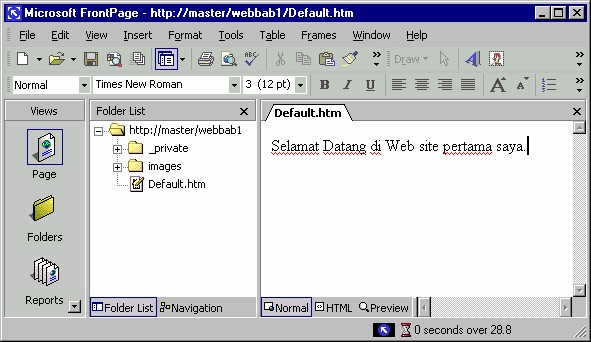 Microsoft FrontPage - http://master/webbab1/Default.htm
File Edit View Insert Format Tools Table Frames Window Help
Draw
Normal Times New Roman 3 (12 pt) B I U A A
Views Folder List Default.htm
http://master/webbab1
_private
images
Default.htm
Page
Folders
Reports
Selamat Datang di Web site pertama saya.
Folder List Navigation Normal HTML Preview
0 seconds over 28.8